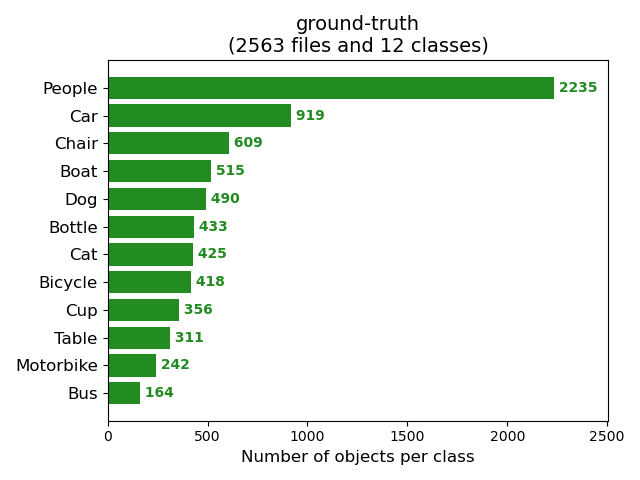 ground-truth
(2563 files and 12 classes)
People 2235
Car 919
Chair 609
Boat 515
Dog 490
Bottle 433
Cat 425
Bicycle 418
Cup 356
Table 311
Motorbike 242
Bus 164
0 500 1000 1500 2000 2500
Number of objects per class